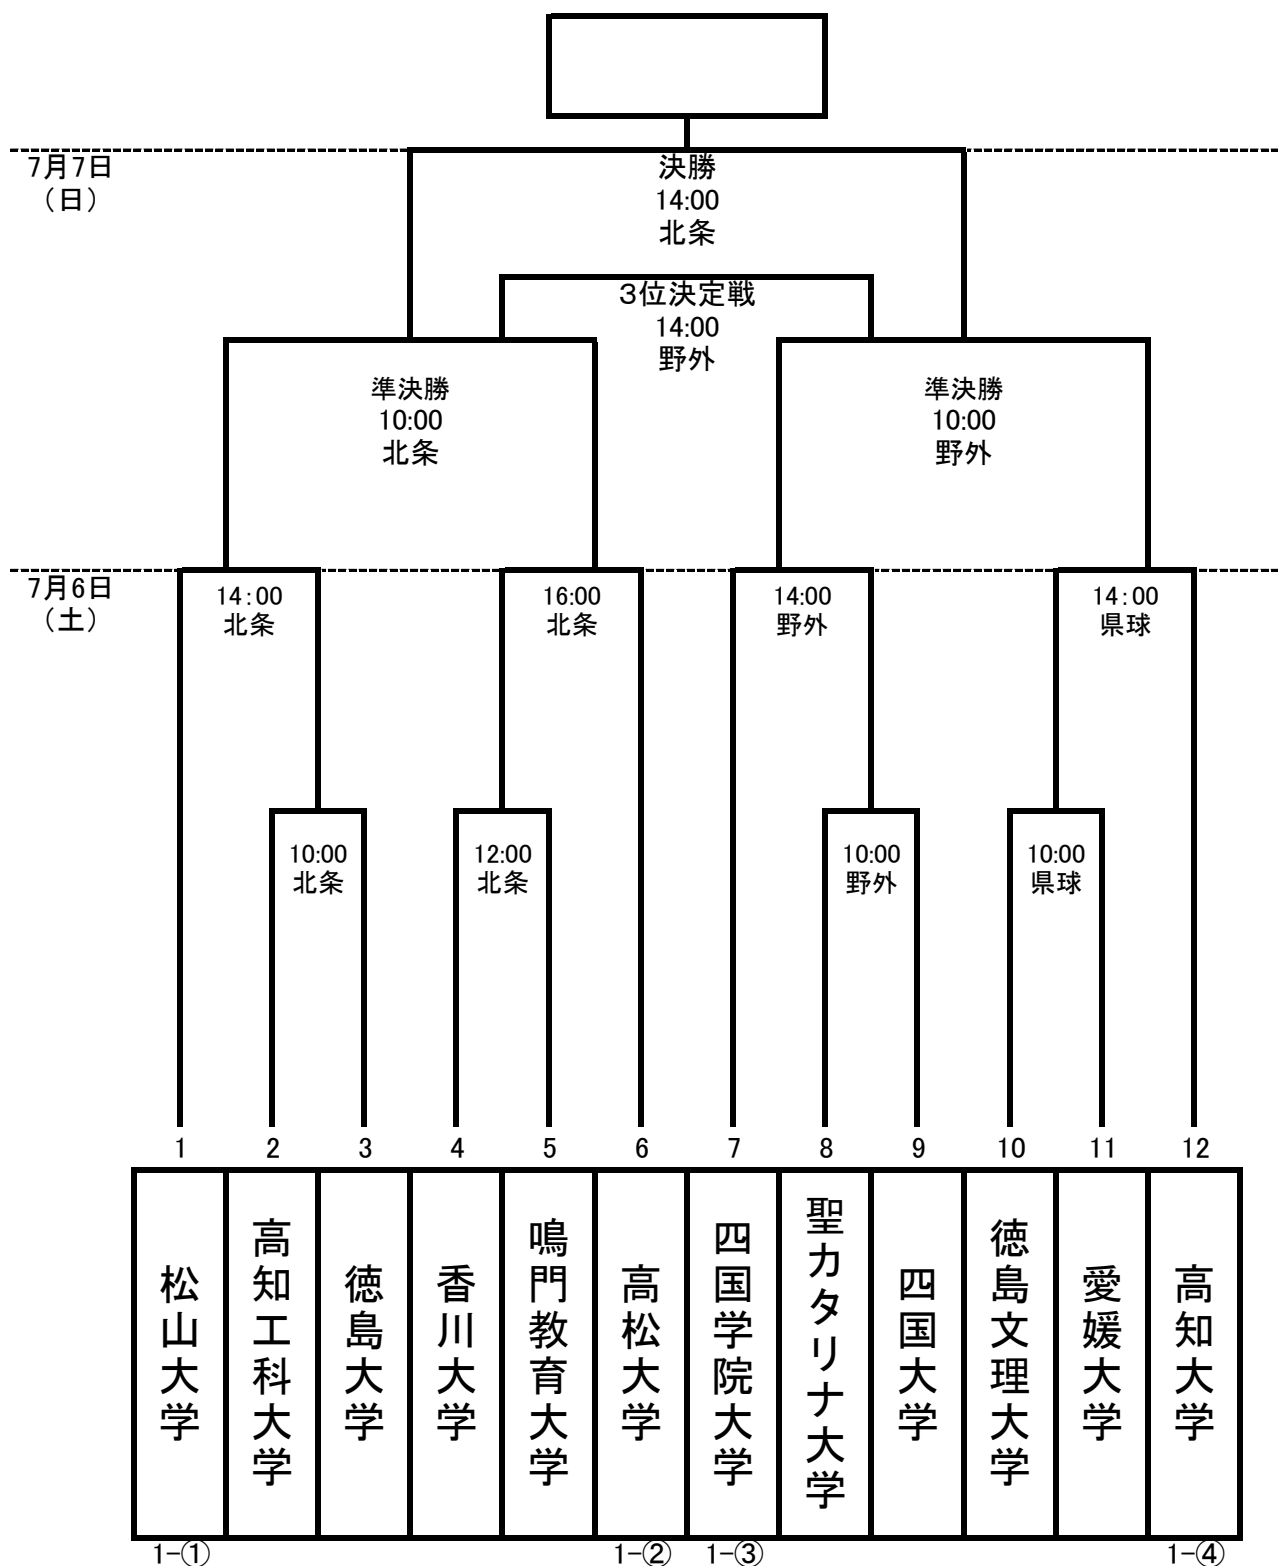 7月7日
（日）
決勝
14:00
北条
3位決定戦
14:00
野外
準決勝
10:00
北条
準決勝
10:00
野外
7月6日
（土）
14:00
北条
16:00
北条
14:00
野外
14:00
県球
10:00
北条
12:00
北条
10:00
野外
10:00
県球
1 2 3 4 5 6 7 8 9 10 11 12
松山大学
高知工科大学
徳島大学
香川大学
鳴門教育大学
高松大学
四国学院大学
聖カタリナ大学
四国大学
徳島文理大学
愛媛大学
高知大学
1-① 1-② 1-③ 1-④